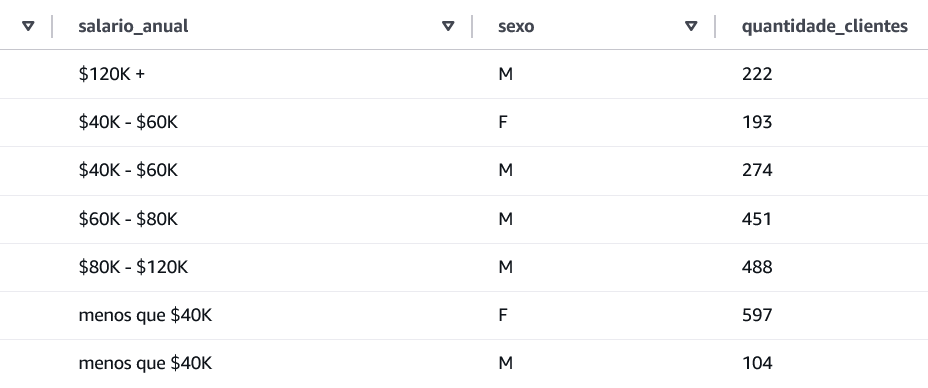 salario_anual sexo quantidade_clientes
$120K + M 222
$40K - $60K F 193
$40K - $60K M 274
$60K - $80K M 451
$80K - $120K M 488
menos que $40K F 597
menos que $40K M 104